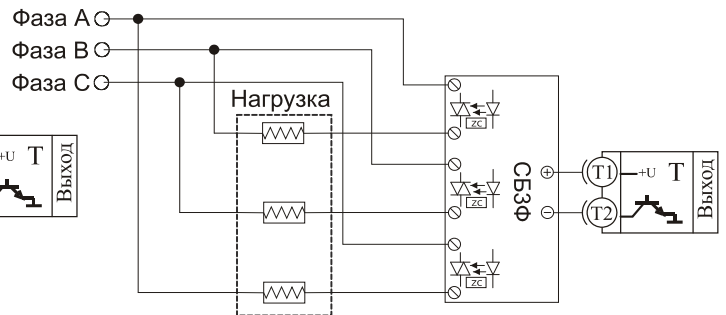 Фаза A
Фаза B
Фаза C
Нагрузка
ZC
ZC
ZC
СБ3Ф
+
−
T1
T2
+U
T
Выход
+U
T
Выход